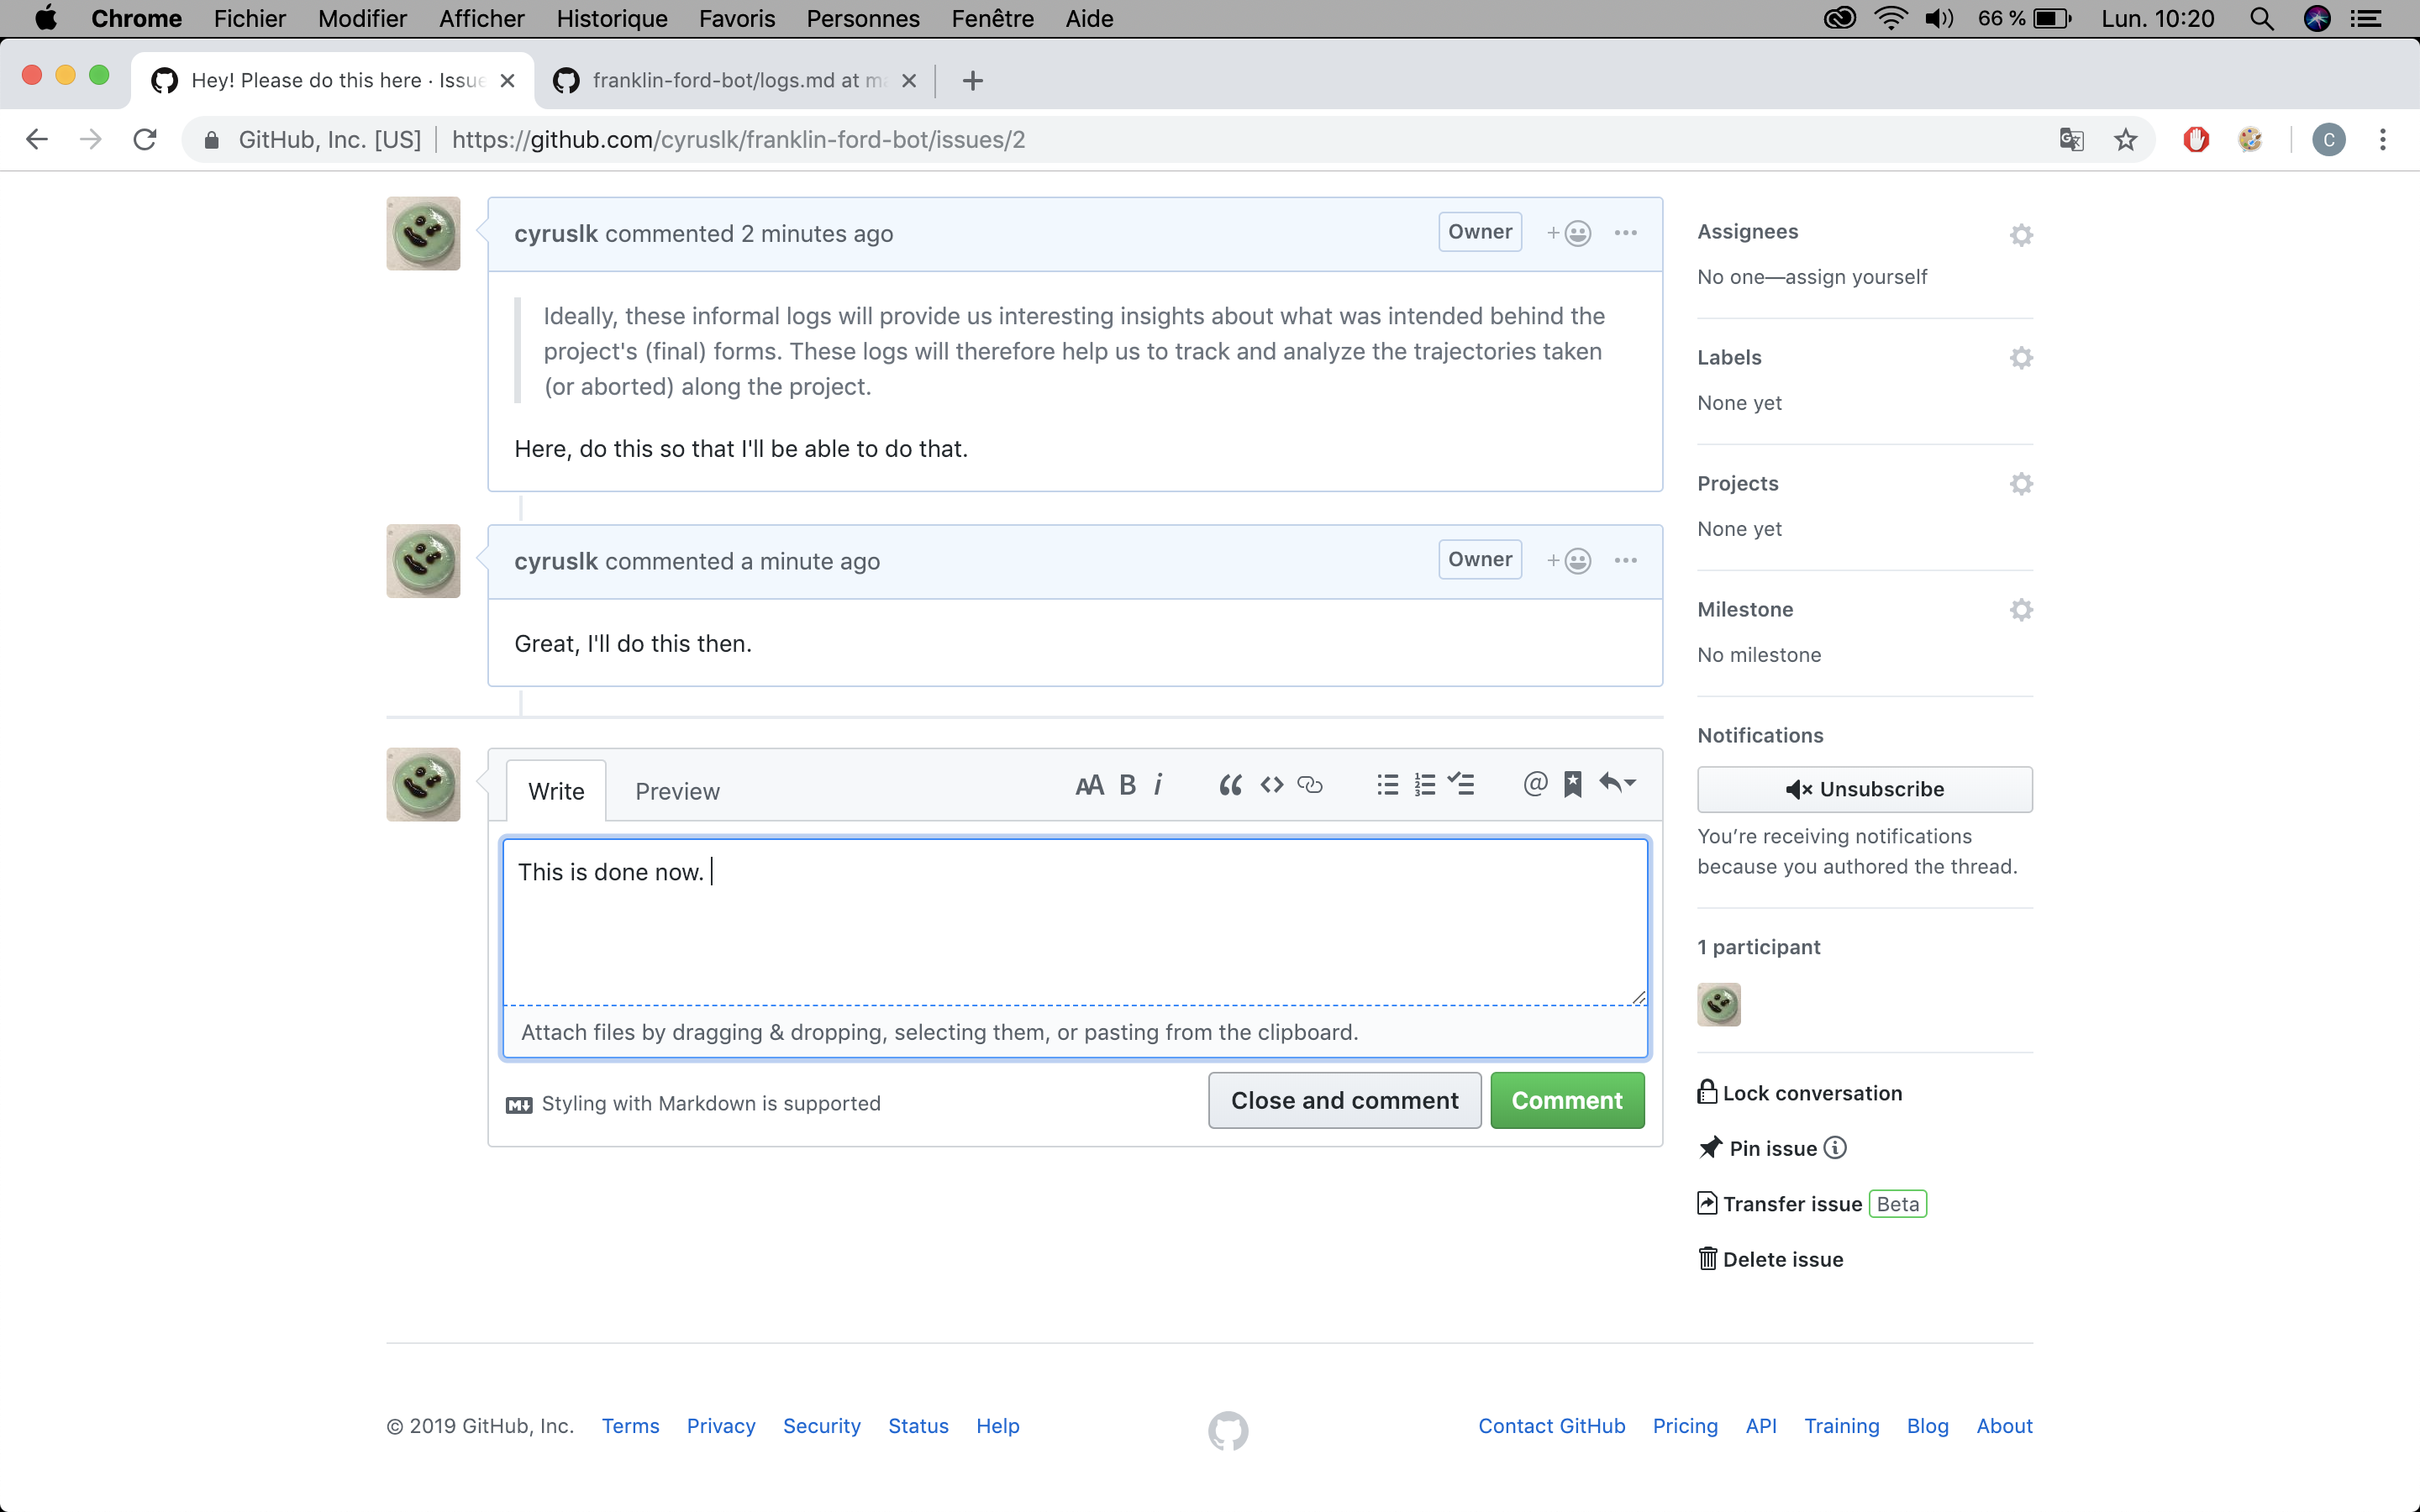 Chrome Fichier Modifier Afficher Historique Favoris Personnes Fenêtre Aide 66 % Lun. 10:20
Hey! Please do this here · Issue franklin-ford-bot/logs.md at ma
GitHub, Inc. [US] https://github.com/cyruslk/franklin-ford-bot/issues/2 C
cyruslk commented 2 minutes ago Owner
Ideally, these informal logs will provide us interesting insights about what was intended behind the
project's (final) forms. These logs will therefore help us to track and analyze the trajectories taken
(or aborted) along the project.
Here, do this so that I'll be able to do that.
cyruslk commented a minute ago Owner
Great, I'll do this then.
Write Preview
This is done now.
Attach files by dragging & dropping, selecting them, or pasting from the clipboard.
Styling with Markdown is supported
Close and comment Comment
Assignees
No one—assign yourself
Labels
None yet
Projects
None yet
Milestone
No milestone
Notifications
Unsubscribe
You’re receiving notifications
because you authored the thread.
1 participant
Lock conversation
Pin issue
Transfer issue Beta
Delete issue
© 2019 GitHub, Inc. Terms Privacy Security Status Help Contact GitHub Pricing API Training Blog About